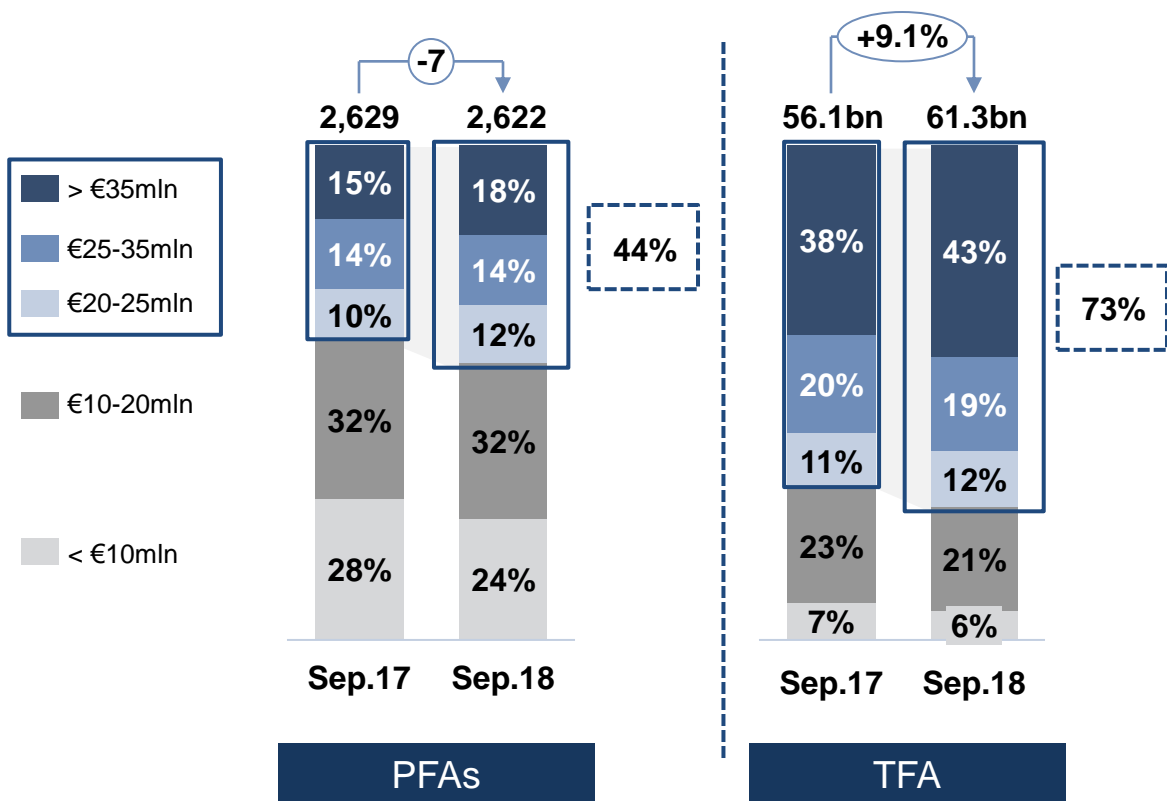 -7
2,629 2,622
> €35mln
€25-35mln
€20-25mln
€10-20mln
< €10mln
15% 18%
14% 14%
10% 12%
32% 32%
28% 24%
44%
Sep.17 Sep.18
PFAs
+9.1%
56.1bn 61.3bn
38% 43%
20% 19%
11% 12%
23% 21%
7% 6%
73%
Sep.17 Sep.18
TFA